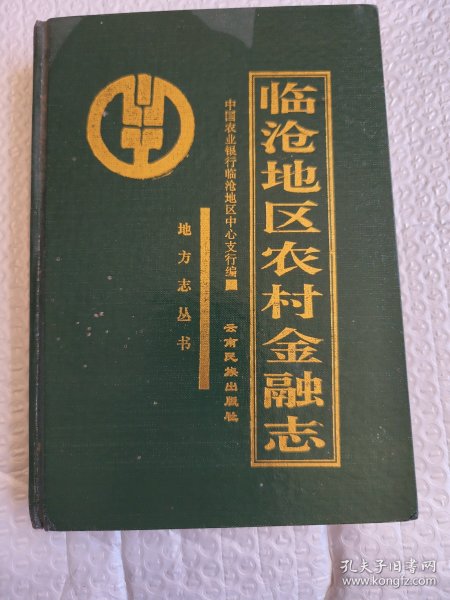 临沧地区农村金融志
中国农业银行临沧地区中心支行编
云南民族出版社
地方志丛书
孔夫子旧书网
www.kongfz.com